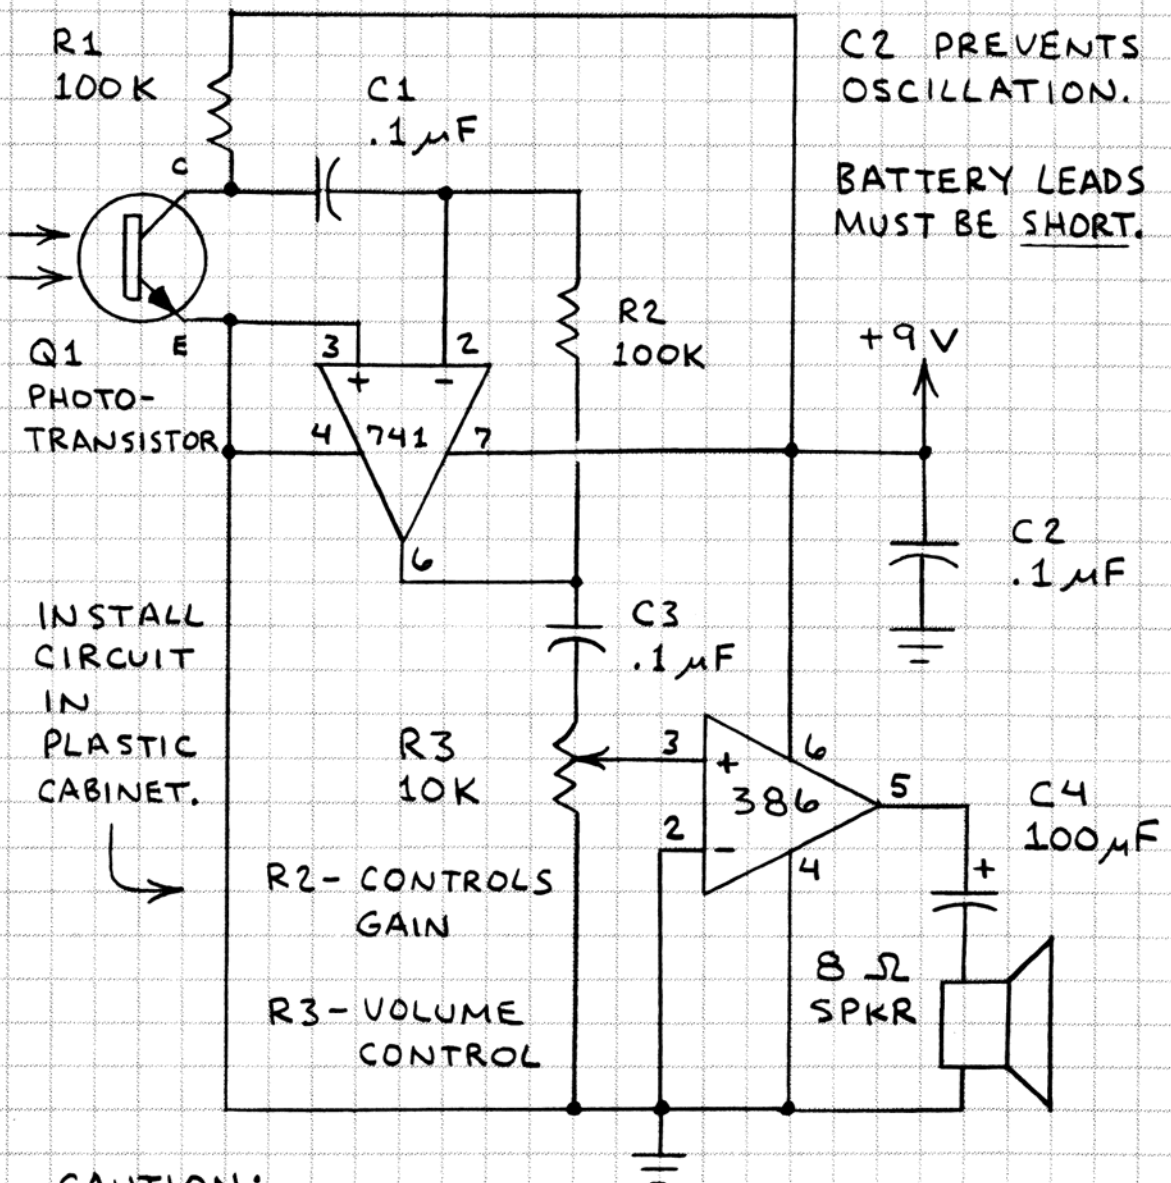 R1
100K
C1
.1µF
C2 PREVENTS
OSCILLATION.
BATTERY LEADS
MUST BE SHORT.
C
E
Q1
PHOTO-
TRANSISTOR
3
2
+
-
4
741
7
6
R2
100K
+9V
C2
.1µF
INSTALL
CIRCUIT
IN
PLASTIC
CABINET.
C3
.1µF
R3
10K
3
+
6
386
5
2
-
4
C4
100µF
+
R2- CONTROLS
GAIN
8 Ω
SPKR
R3- VOLUME
CONTROL
CAUTION: